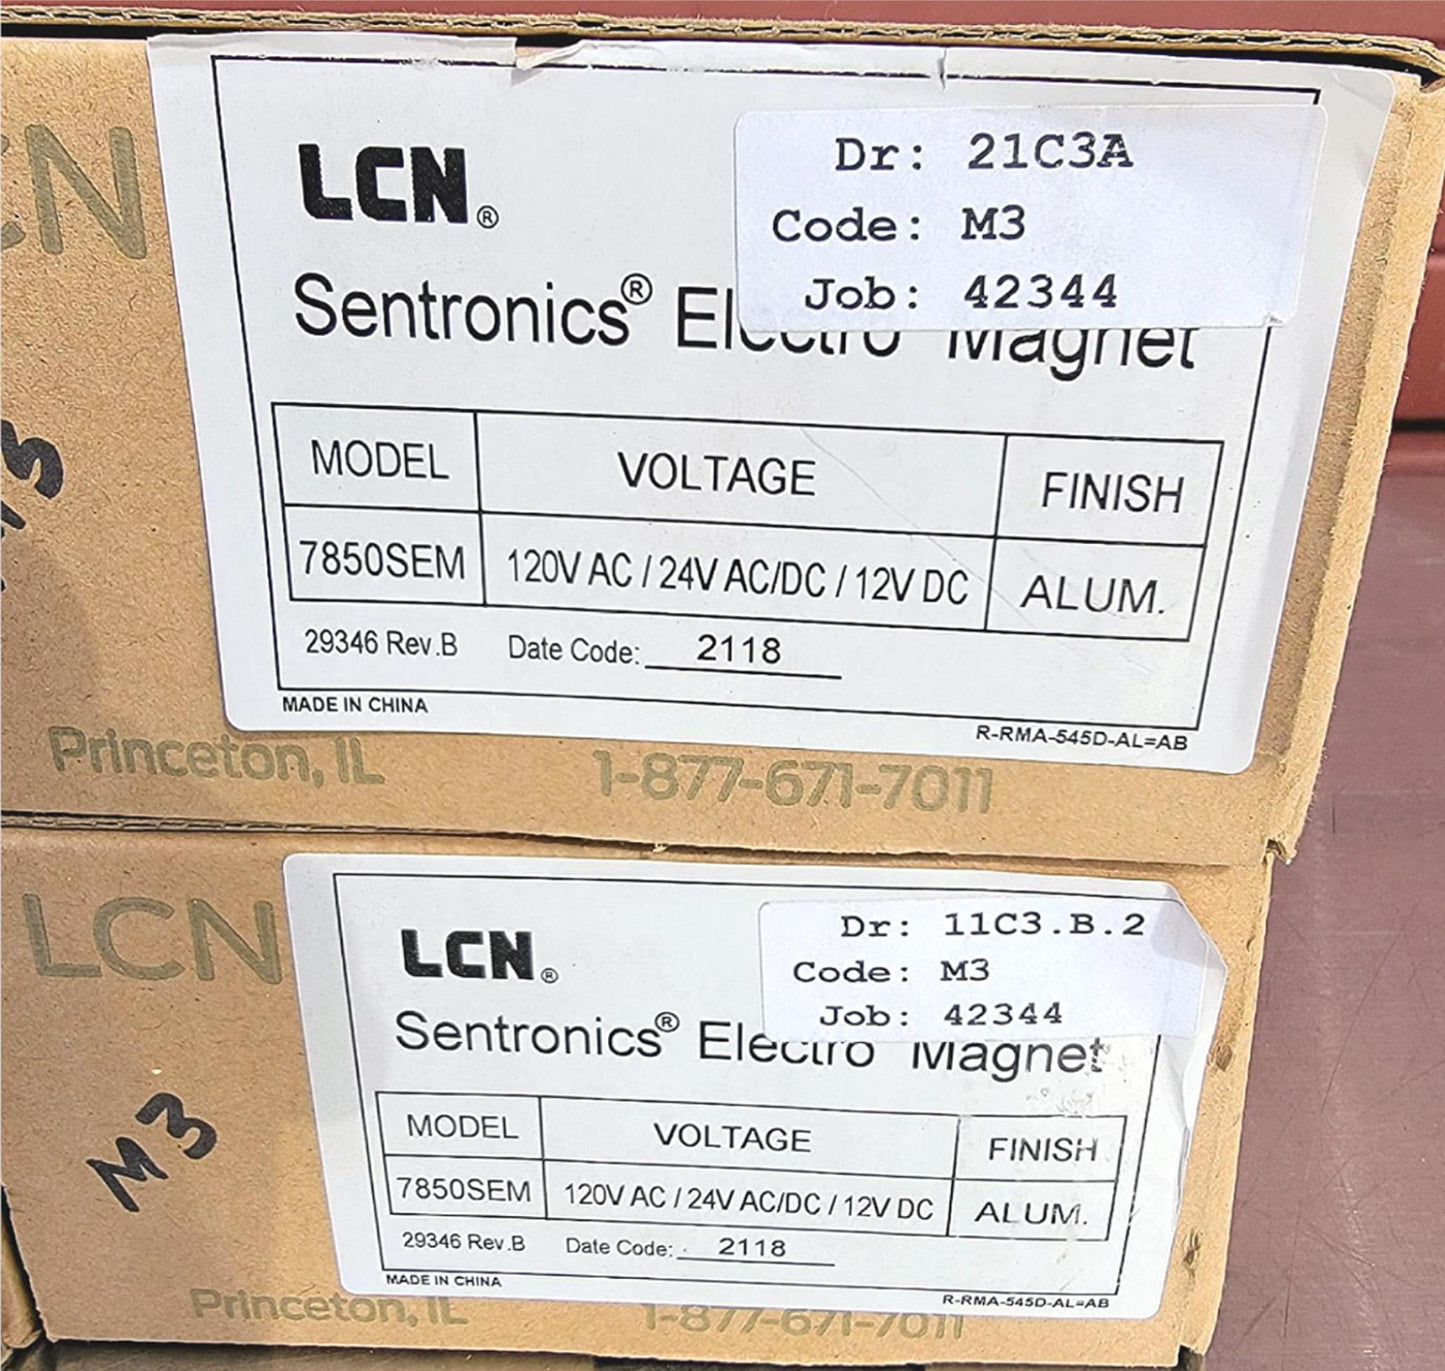 LCN
LCN®
Dr: 21C3A
Code: M3
Job: 42344
Sentronics® Electro Magnet
MODEL VOLTAGE FINISH
7850SEM 120V AC / 24V AC/DC / 12V DC ALUM.
29346 Rev.B Date Code: 2118
MADE IN CHINA R-RMA-545D-AL=AB
Princeton, IL 1-877-671-7011
LCN
LCN®
Dr: 11C3.B.2
Code: M3
Job: 42344
Sentronics® Electro Magnet
M3
MODEL VOLTAGE FINISH
7850SEM 120V AC / 24V AC/DC / 12V DC ALUM.
29346 Rev.B Date Code: 2118
MADE IN CHINA R-RMA-545D-AL=AB
Princeton, IL 1-877-671-7011